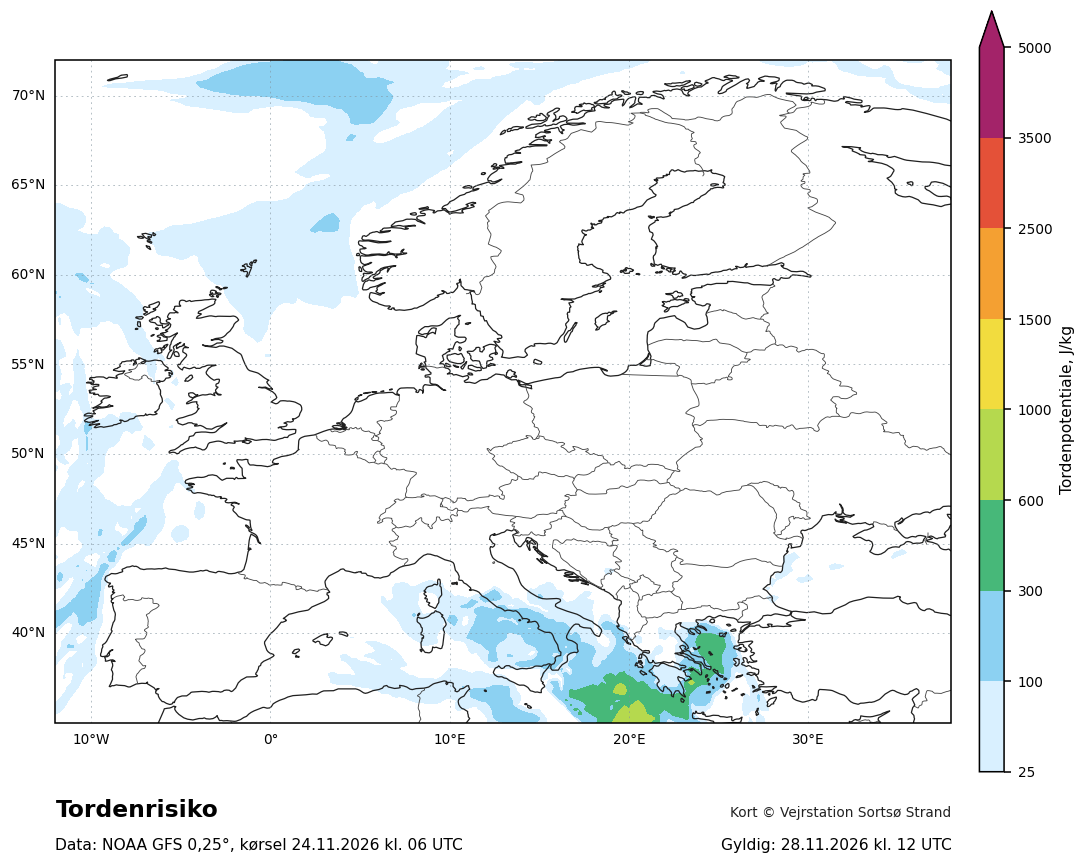 70°N
65°N
60°N
55°N
50°N
45°N
40°N
10°W 0° 10°E 20°E 30°E
5000
3500
2500
1500
1000
600
300
100
25
Tordenpotentiale, J/kg
Tordenrisiko
Kort © Vejrstation Sortsø Strand
Data: NOAA GFS 0,25°, kørsel 24.11.2026 kl. 06 UTC
Gyldig: 28.11.2026 kl. 12 UTC